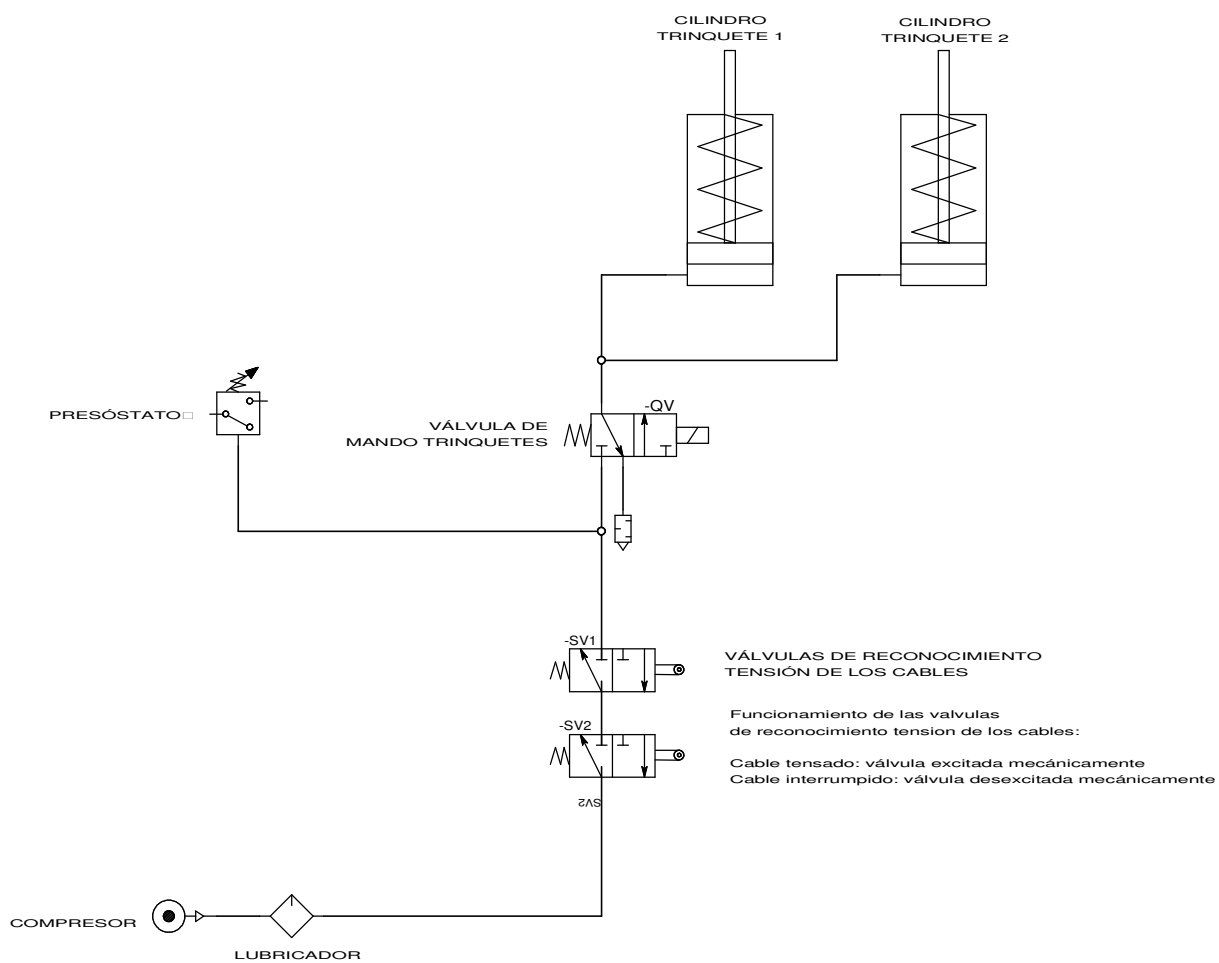 CILINDRO
TRINQUETE 1
CILINDRO
TRINQUETE 2
PRESÓSTATO□
-QV
VÁLVULA DE
MANDO TRINQUETES
-SV1
VÁLVULAS DE RECONOCIMIENTO
TENSIÓN DE LOS CABLES
-SV2
Funcionamiento de las valvulas
de reconocimiento tension de los cables:
Cable tensado: válvula excitada mecánicamente
Cable interrumpido: válvula desexcitada mecánicamente
SV2
COMPRESOR
LUBRICADOR